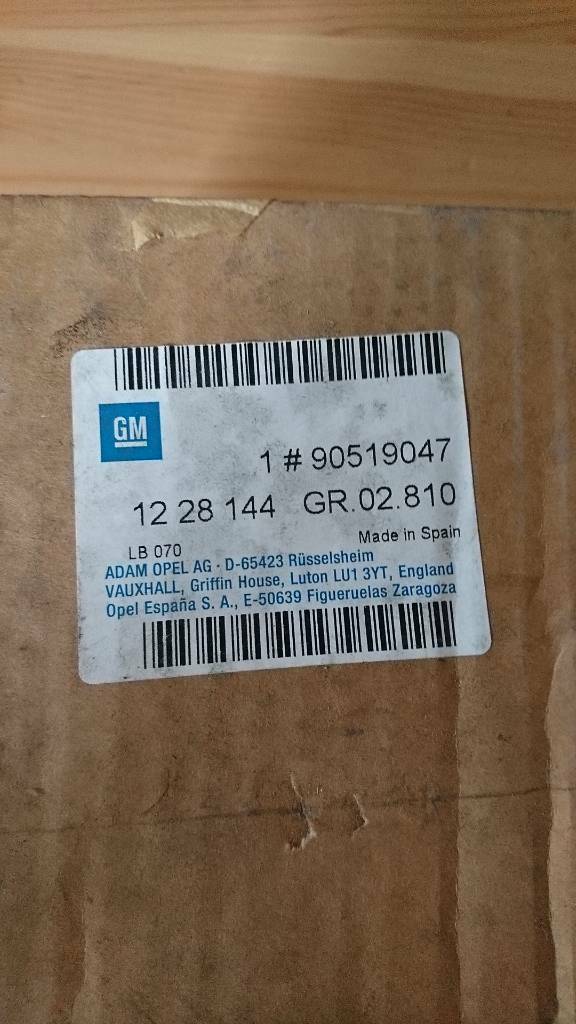 GM
1 # 90519047
12 28 144 GR.02.810
LB 070 Made in Spain
ADAM OPEL AG · D-65423 Rüsselsheim
VAUXHALL, Griffin House, Luton LU1 3YT, England
Opel España S. A., E-50639 Figueruelas Zaragoza